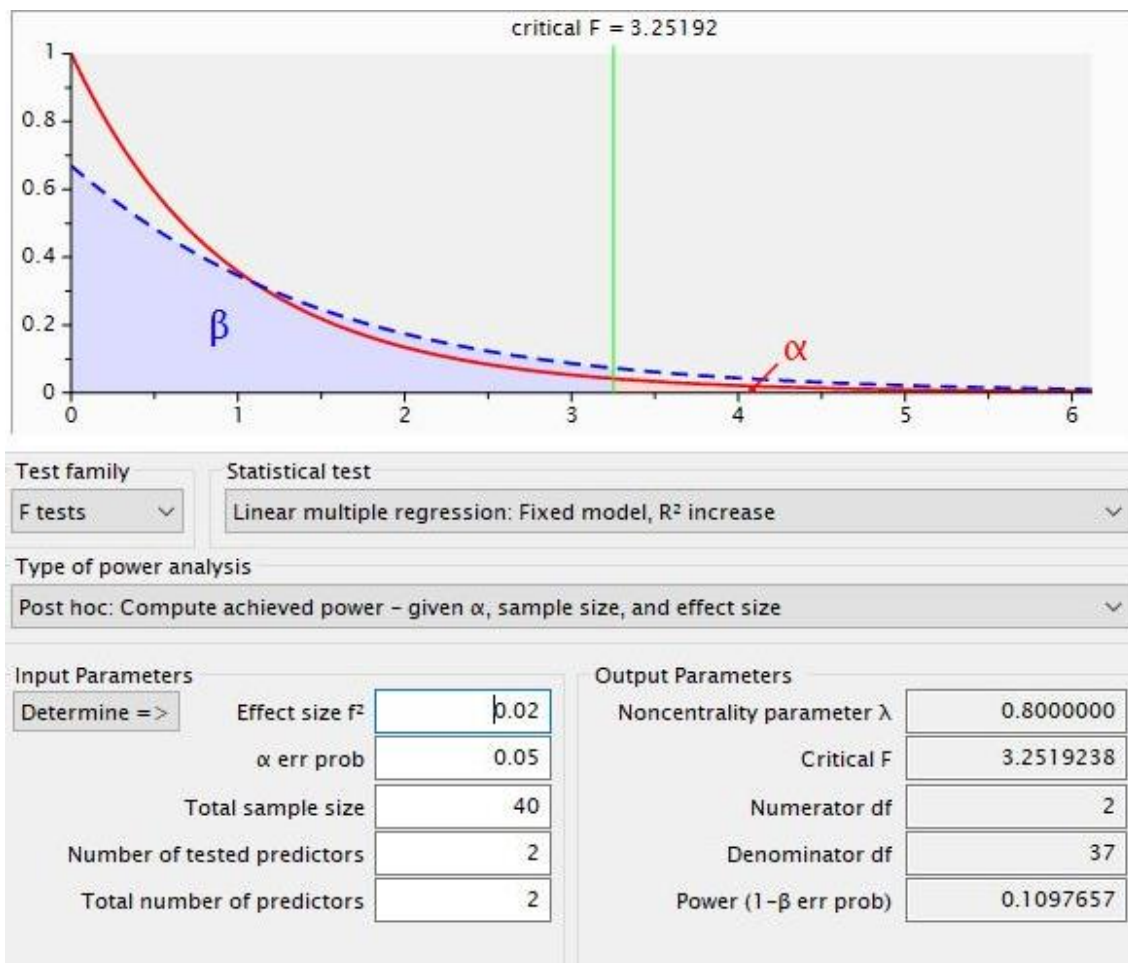 critical F = 3.25192
1
0.8
0.6
0.4
0.2
0
β
α
0 1 2 3 4 5 6
Test family
Statistical test
F tests
Linear multiple regression: Fixed model, R² increase
Type of power analysis
Post hoc: Compute achieved power – given α, sample size, and effect size
Input Parameters
Output Parameters
Determine =>
Effect size f² 0.02
Noncentrality parameter λ 0.8000000
α err prob 0.05
Critical F 3.2519238
Total sample size 40
Numerator df 2
Number of tested predictors 2
Denominator df 37
Total number of predictors 2
Power (1–β err prob) 0.1097657